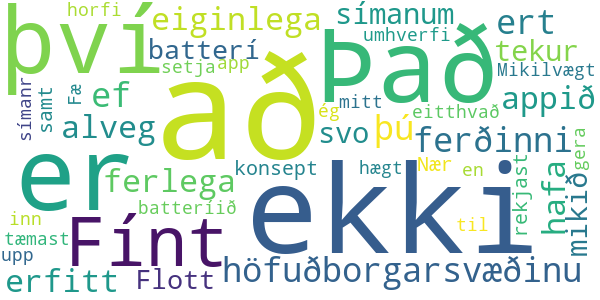 horfi
því
eiginlega
símanum
ert
umhverfi
batterí
tekur
setja
app
Það
Mikilvægt
að
símanr
samt
Fæ
ef
mitt
appið
ég
eitthvað
alveg
svo
þú
ferðinni
gera
er
ferlega
konsept
hægt
Nær
en
rekjast
hafa
mikið
ekki
inn
Fínt
batteríið
til
tæmast
upp
erfitt
Flott
höfuðborgarsvæðinu